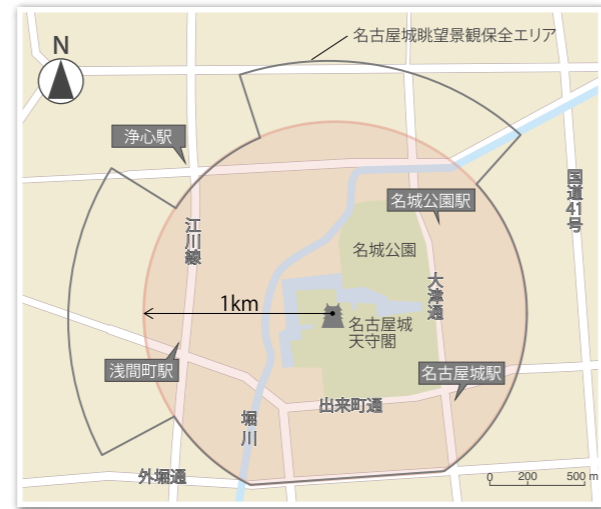 名古屋城眺望景観保全エリア
N
浄心駅
国道41号
名城公園駅
江川線
名城公園
大津通
1km
名古屋城
天守閣
浅間町駅
名古屋城駅
出来町通
堀川
外堀通
0 200 500 m